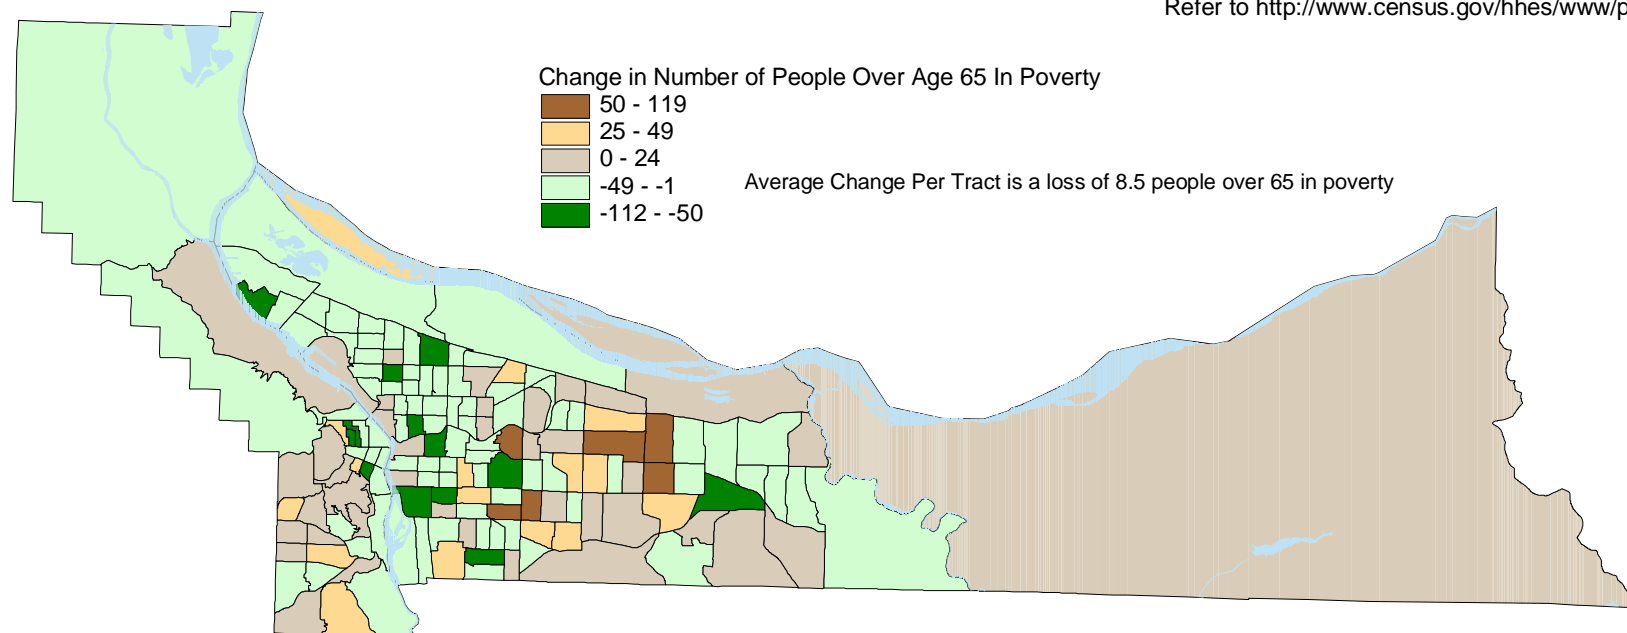 Refer to http://www.census.gov/hhes/www/p
Change in Number of People Over Age 65 In Poverty
50 - 119
25 - 49
0 - 24
-49 - -1
-112 - -50
Average Change Per Tract is a loss of 8.5 people over 65 in poverty